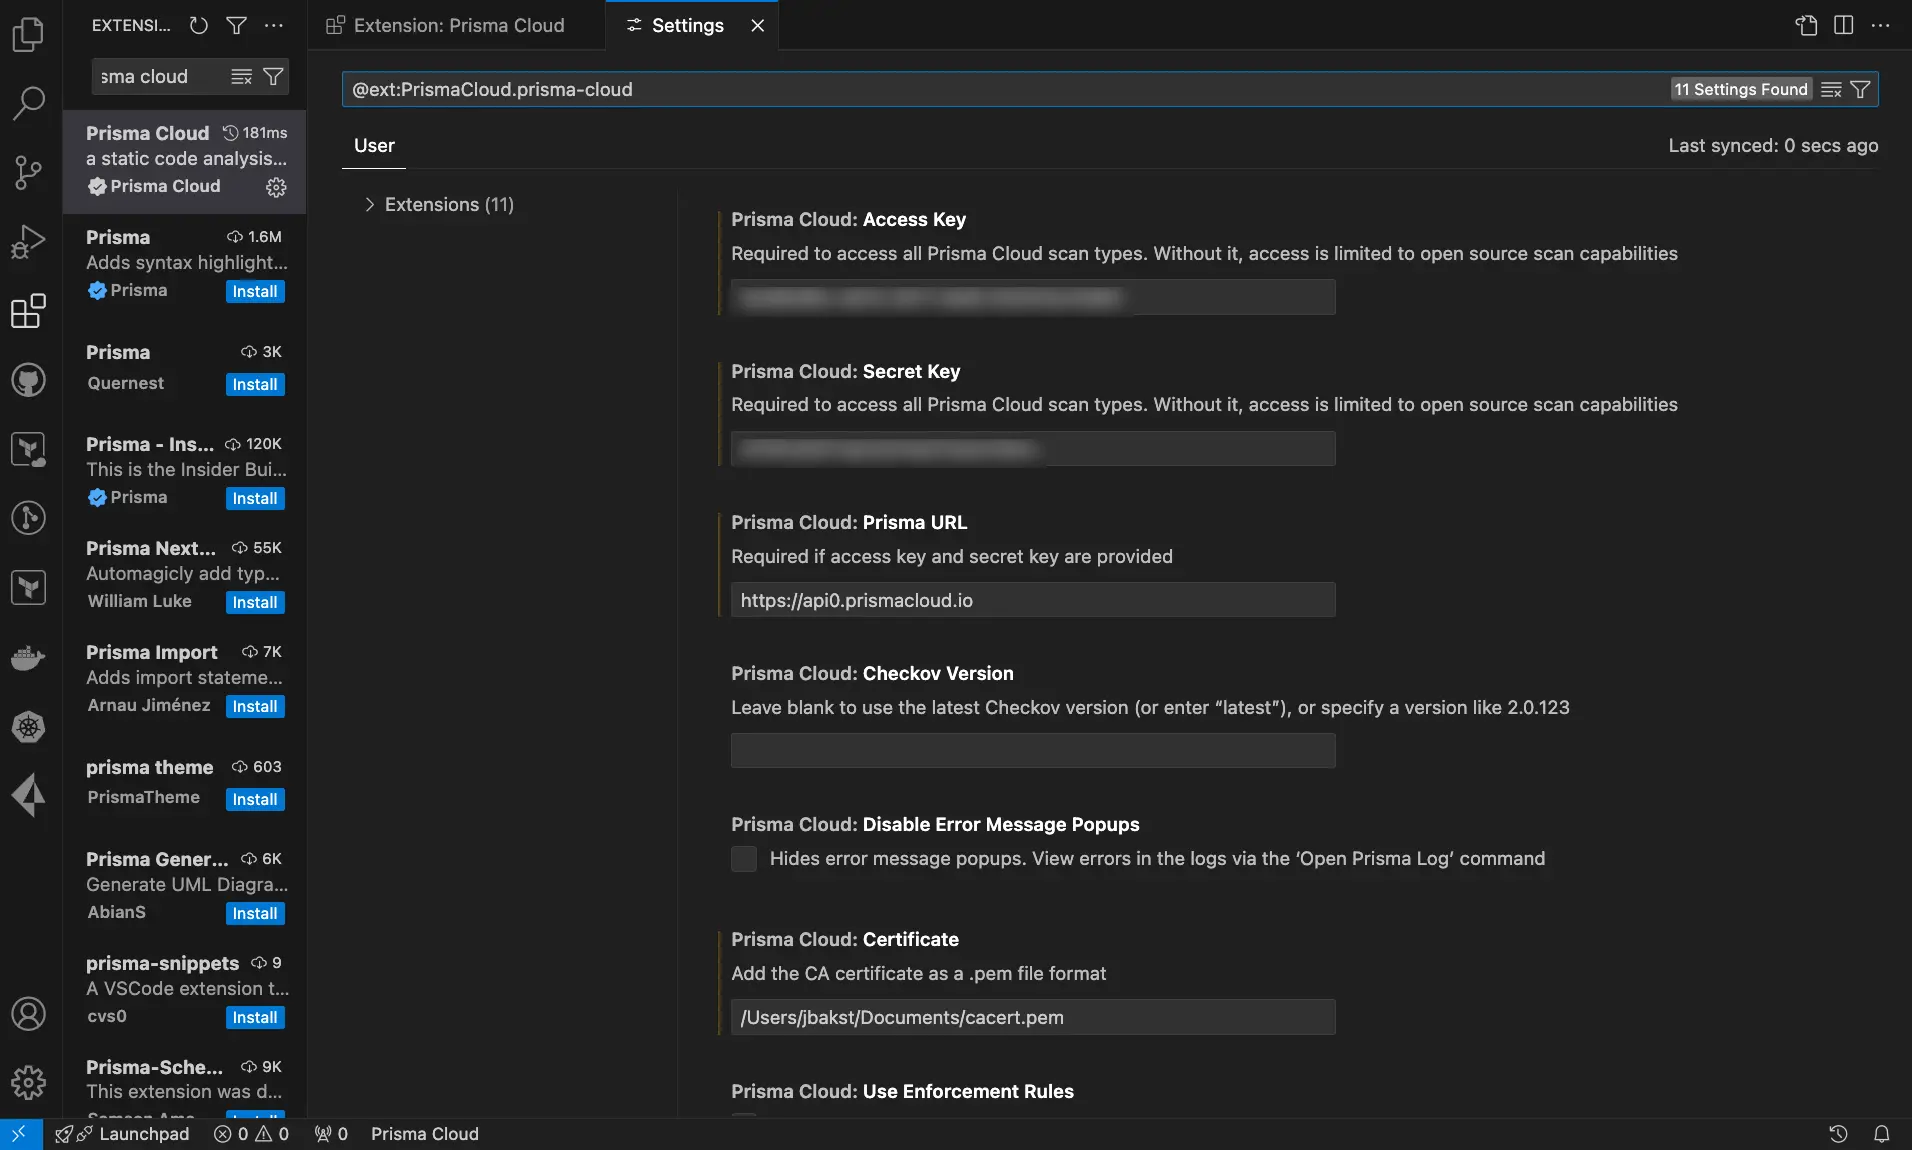 EXTENSI...
sma cloud
Prisma Cloud 181ms
a static code analysis...
Prisma Cloud
Prisma 1.6M
Adds syntax highlight...
Prisma Install
Prisma 3K
Quernest Install
Prisma - Ins... 120K
This is the Insider Bui...
Prisma Install
Prisma Next... 55K
Automagicly add typ...
William Luke Install
Prisma Import 7K
Adds import stateme...
Arnau Jiménez Install
prisma theme 603
PrismaTheme Install
Prisma Gener... 6K
Generate UML Diagra...
AbianS Install
prisma-snippets 9
A VSCode extension t...
cvs0 Install
Prisma-Sche... 9K
This extension was d...
Extension: Prisma Cloud
Settings
@ext:PrismaCloud.prisma-cloud
11 Settings Found
User
Last synced: 0 secs ago
Extensions (11)
Prisma Cloud: Access Key
Required to access all Prisma Cloud scan types. Without it, access is limited to open source scan capabilities
Prisma Cloud: Secret Key
Required to access all Prisma Cloud scan types. Without it, access is limited to open source scan capabilities
Prisma Cloud: Prisma URL
Required if access key and secret key are provided
https://api0.prismacloud.io
Prisma Cloud: Checkov Version
Leave blank to use the latest Checkov version (or enter “latest”), or specify a version like 2.0.123
Prisma Cloud: Disable Error Message Popups
Hides error message popups. View errors in the logs via the ‘Open Prisma Log’ command
Prisma Cloud: Certificate
Add the CA certificate as a .pem file format
/Users/jbakst/Documents/cacert.pem
Prisma Cloud: Use Enforcement Rules
Launchpad 0 0 0 Prisma Cloud